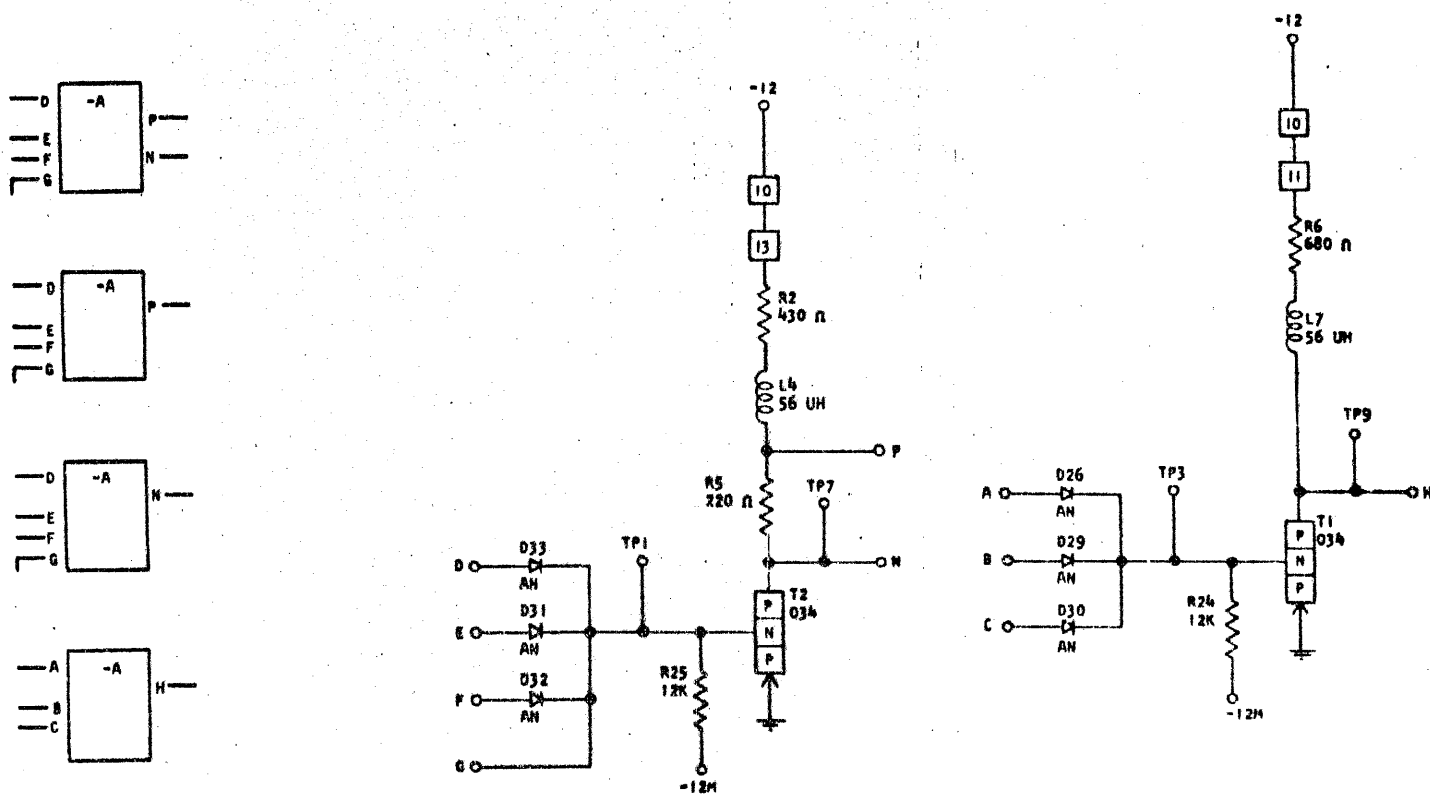 D -A
P
E
F N
G
D -A
P
E
F
G
D -A
N
E
F
G
A -A
H
B
C
-12
10
13
R2
430 Ω
L4
56 UH
P
R5
220 Ω
TP7
N
T2
034
P
N
P
D D33
AN
TP1
E D31
AN
F D32
AN
G
R25
12K
-12M
-12
10
11
R6
680 Ω
L7
56 UH
TP9
H
T1
034
P
N
P
A D26
AN
TP3
B D29
AN
C D30
AN
R24
12K
-12M